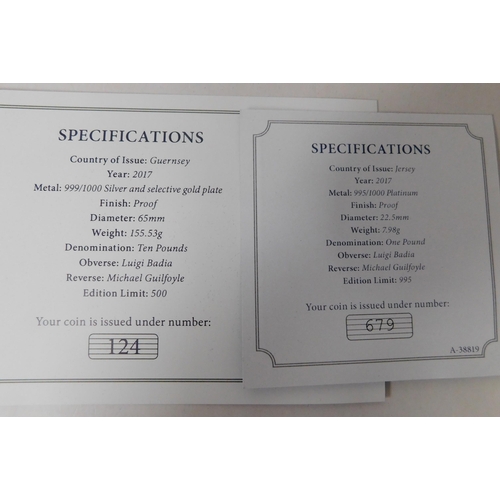 SPECIFICATIONS
Country of Issue: Guernsey
Year: 2017
Metal: 999/1000 Silver and selective gold plate
Finish: Proof
Diameter: 65mm
Weight: 155.53g
Denomination: Ten Pounds
Obverse: Luigi Badia
Reverse: Michael Guilfoyle
Edition Limit: 500
Your coin is issued under number:
124
SPECIFICATIONS
Country of Issue: Jersey
Year: 2017
Metal: 995/1000 Platinum
Finish: Proof
Diameter: 22.5mm
Weight: 7.98g
Denomination: One Pound
Obverse: Luigi Badia
Reverse: Michael Guilfoyle
Edition Limit: 995
Your coin is issued under number:
679
A-38819